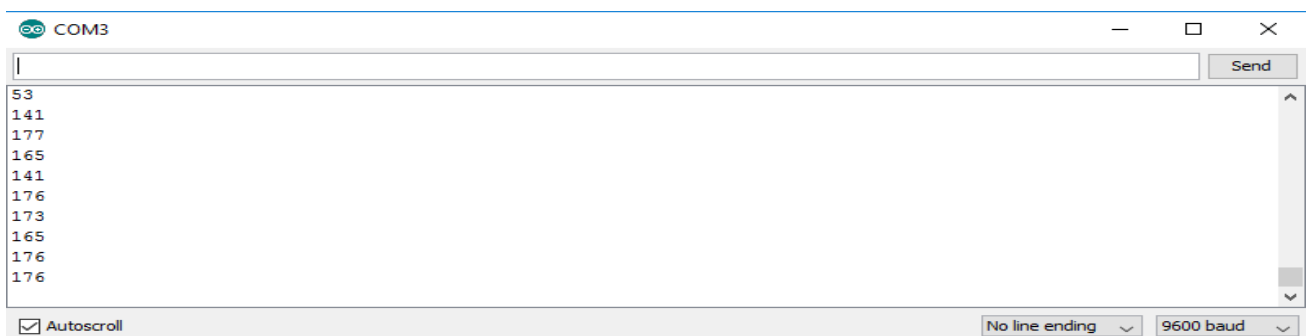 COM3
Send
53
141
177
165
141
176
173
165
176
176
Autoscroll
No line ending
9600 baud